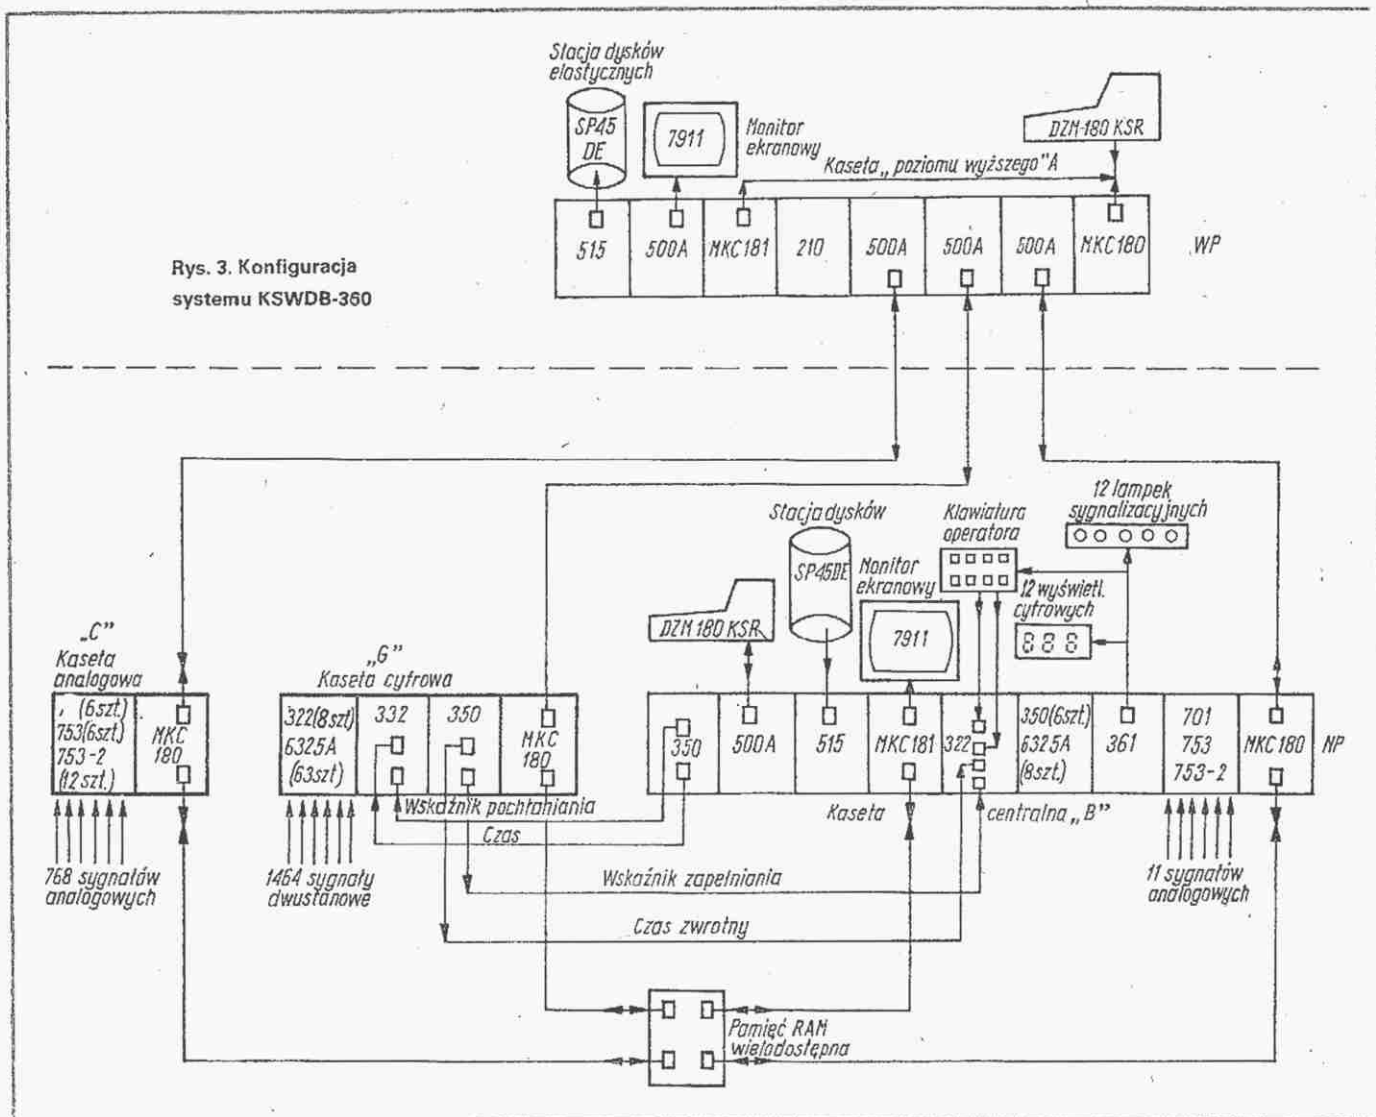 Stacja dysków
elastycznych
SP45
DE
7911
Monitor
ekranowy
DZM-180 KSR
Kaseta „poziomu wyższego" A
515
500A
MKC181
210
500A
500A
500A
MKC180
WP
Rys. 3. Konfiguracja
systemu KSWDB-360
12 lampek
sygnalizacyjnych
Stacja dysków
Klawiatura
operatora
SP45DE
Monitor
ekranowy
12 wyświetl.
cyfrowych
888
DZM 180 KSR
7911
„C"
Kaseta
analogowa
„G"
Kaseta cyfrowa
(6szt)
753(6szt.)
753-2
(12szt.)
MKC
180
322(8szt)
6325A
(63szt)
332
350
MKC
180
350
500A
515
MKC181
322
350(6szt.)
6325A
(8szt.)
361
701
753
753-2
MKC180
NP
Wskaźnik pochłaniania
Kaseta
centralna „B"
Czas
768 sygnałów
analogowych
1464 sygnały
dwustanowe
Wskaźnik zapełniania
11 sygnałów
analogowych
Czas zwrotny
Pamięć RAM
wielodostępna